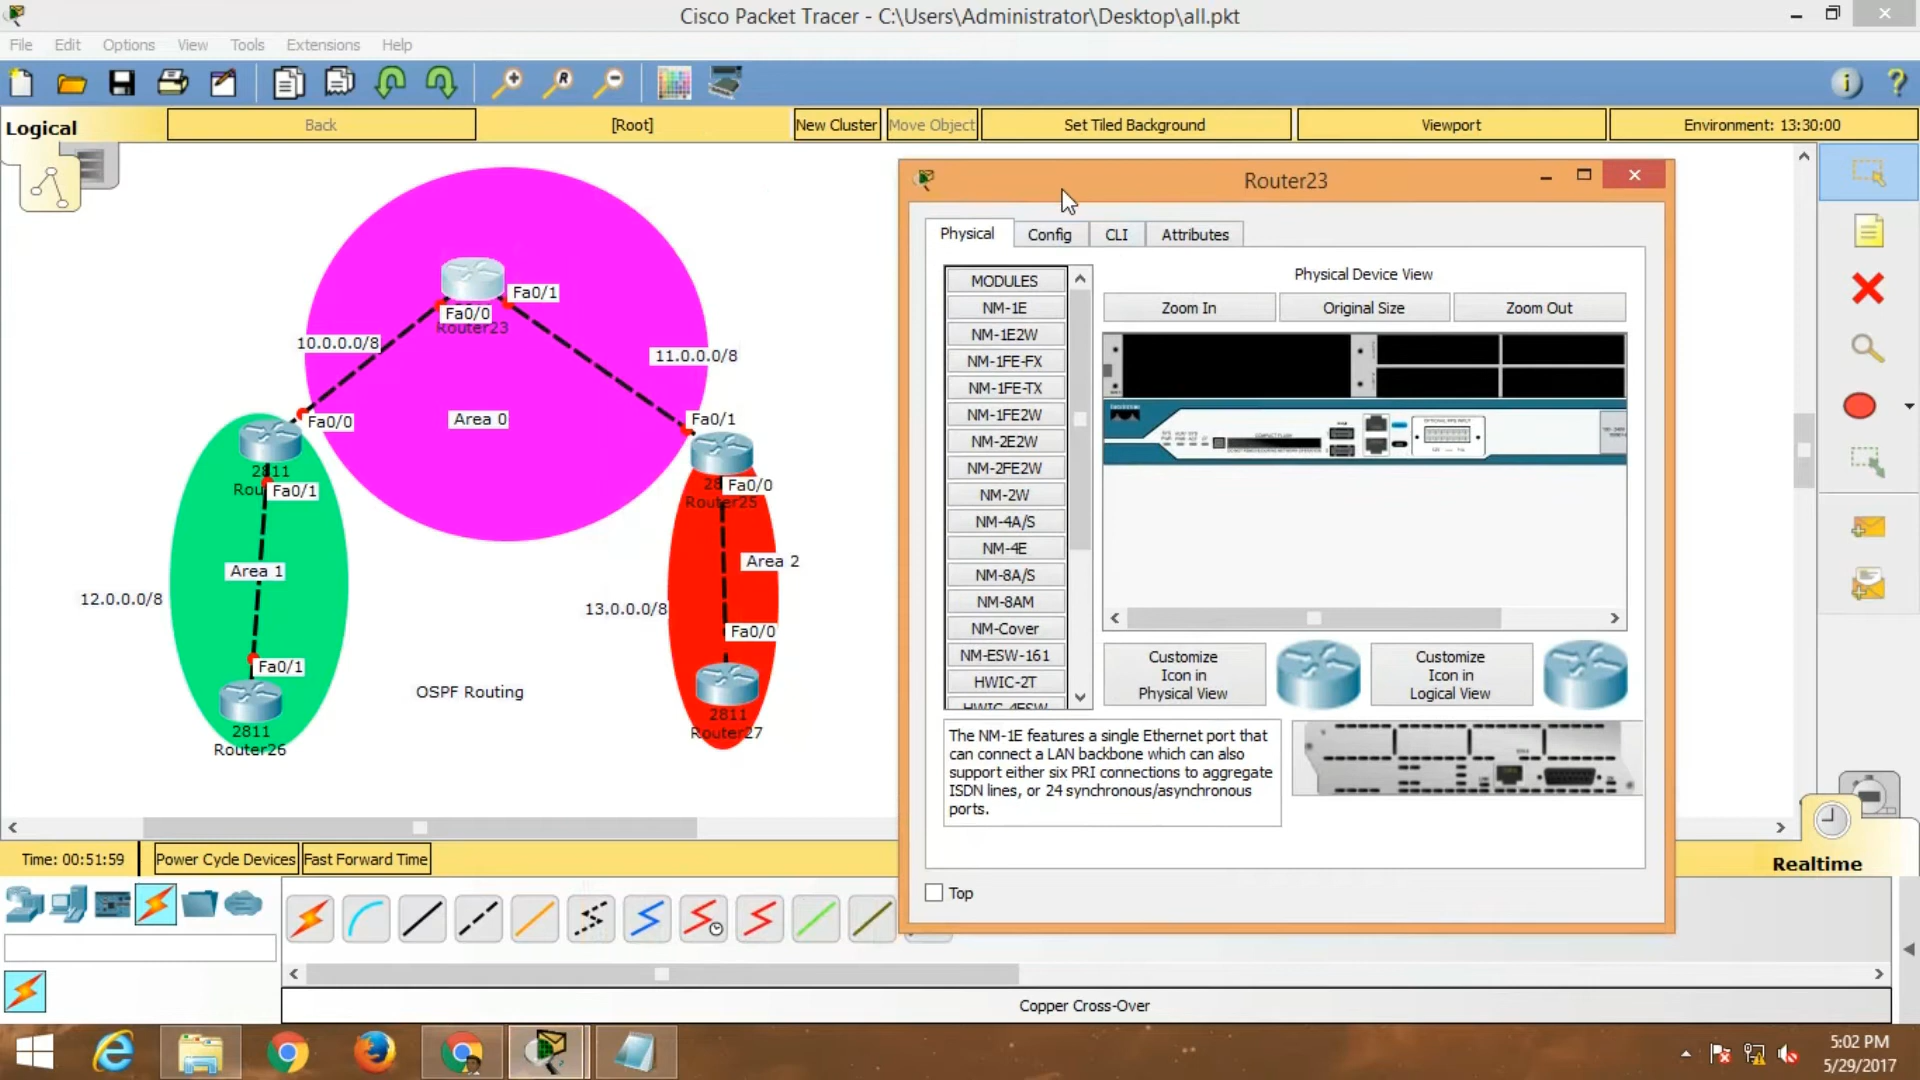 Cisco Packet Tracer - C:\Users\Administrator\Desktop\all.pkt
File Edit Options View Tools Extensions Help
Logical Back [Root] New Cluster Move Object Set Tiled Background Viewport Environment: 13:30:00
Fa0/1
Fa0/0
Router23
10.0.0.0/8
11.0.0.0/8
Area 0
Fa0/0
Fa0/1
2811
Fa0/1
Fa0/0
Router25
Area 1
Area 2
12.0.0.0/8
13.0.0.0/8
Fa0/0
Fa0/1
OSPF Routing
2811
Router26
2811
Router27
Router23
Physical Config CLI Attributes
MODULES
NM-1E
NM-1E2W
NM-1FE-FX
NM-1FE-TX
NM-1FE2W
NM-2E2W
NM-2FE2W
NM-2W
NM-4A/S
NM-4E
NM-8A/S
NM-8AM
NM-Cover
NM-ESW-161
HWIC-2T
HWIC-4ESW
Physical Device View
Zoom In Original Size Zoom Out
Customize
Icon in
Physical View
Customize
Icon in
Logical View
The NM-1E features a single Ethernet port that
can connect a LAN backbone which can also
support either six PRI connections to aggregate
ISDN lines, or 24 synchronous/asynchronous
ports.
Top
Time: 00:51:59 Power Cycle Devices Fast Forward Time
Realtime
Copper Cross-Over
5:02 PM
5/29/2017